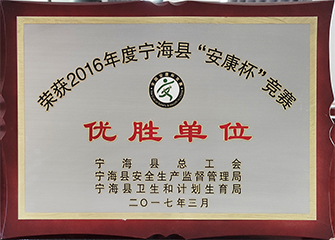 荣获2016年度宁海县“安康杯”竞赛
优胜单位
宁海县总工会
宁海县安全生产监督管理局
宁海县卫生和计划生育局
二〇一七年三月